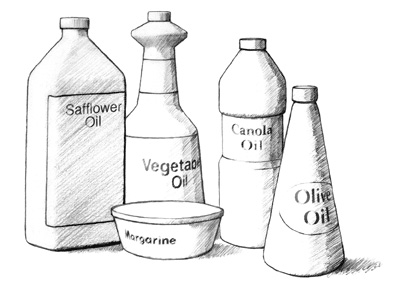 Safflower
Oil
Vegetab
Oil
Canola
Oil
Olive
Oil
Margarine